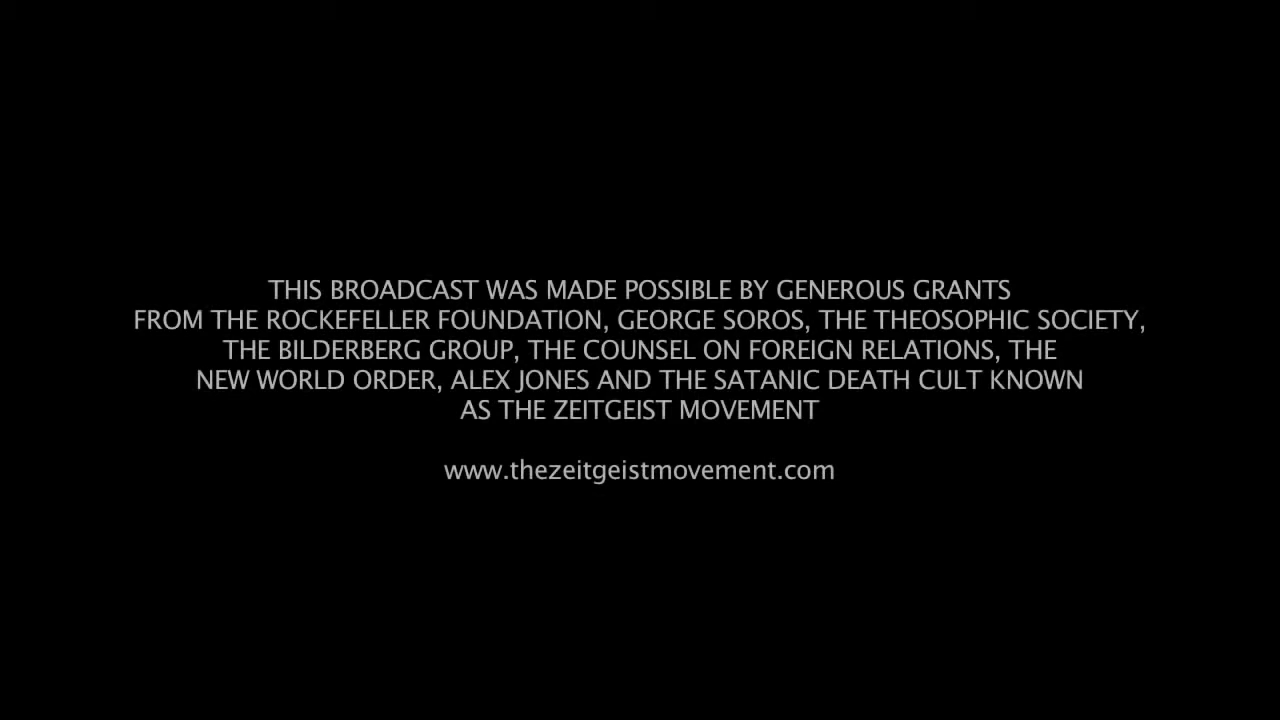 THIS BROADCAST WAS MADE POSSIBLE BY GENEROUS GRANTS
FROM THE ROCKEFELLER FOUNDATION, GEORGE SOROS, THE THEOSOPHIC SOCIETY,
THE BILDERBERG GROUP, THE COUNSEL ON FOREIGN RELATIONS, THE
NEW WORLD ORDER, ALEX JONES AND THE SATANIC DEATH CULT KNOWN
AS THE ZEITGEIST MOVEMENT
www.thezeitgeistmovement.com